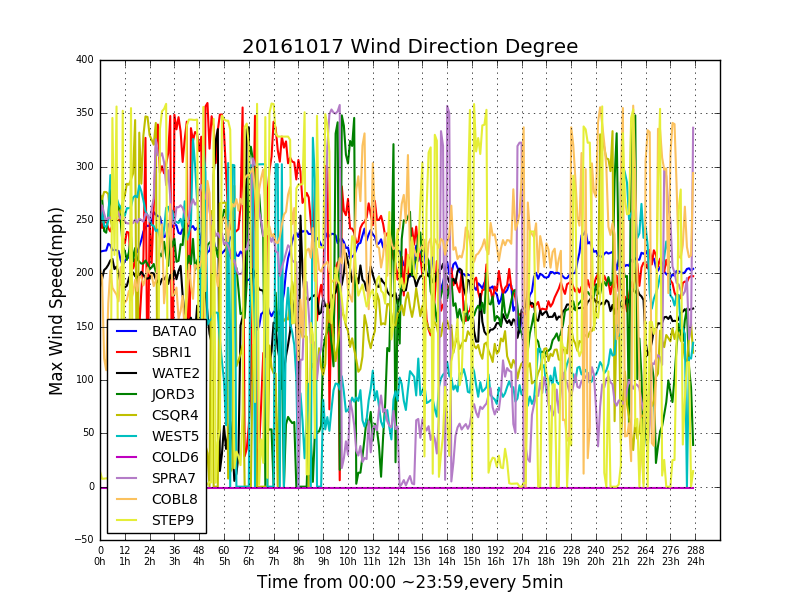 20161017 Wind Direction Degree
Max Wind Speed(mph)
400
350
300
250
200
150
100
50
0
−50
BATA0
SBRI1
WATE2
JORD3
CSQR4
WEST5
COLD6
SPRA7
COBL8
STEP9
0 12 24 36 48 60 72 84 96 108 120 132 144 156 168 180 192 204 216 228 240 252 264 276 288
0h 1h 2h 3h 4h 5h 6h 7h 8h 9h 10h 11h 12h 13h 14h 15h 16h 17h 18h 19h 20h 21h 22h 23h 24h
Time from 00:00 ~23:59,every 5min